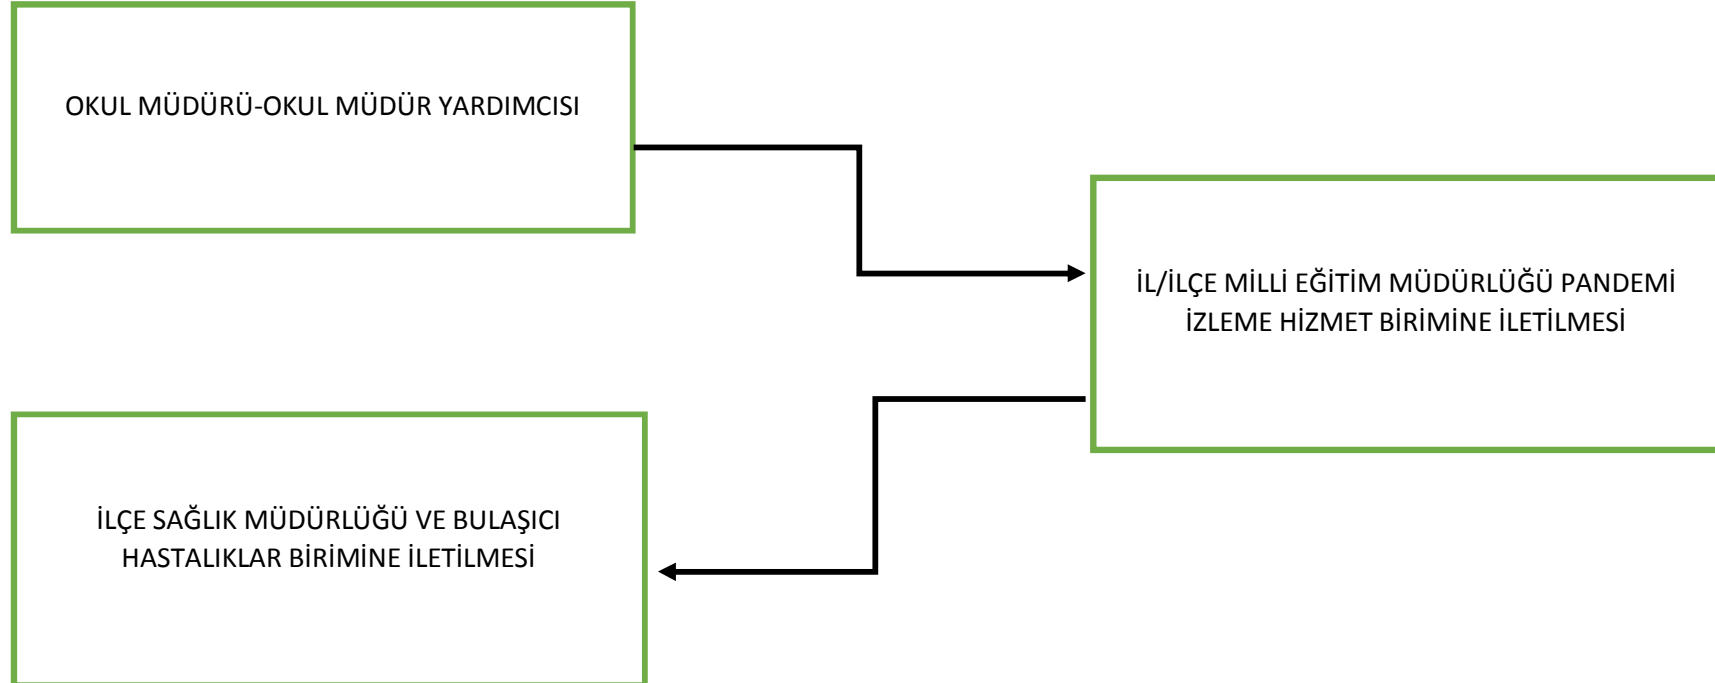 OKUL MÜDÜRÜ-OKUL MÜDÜR YARDIMCISI
İL/İLÇE MİLLİ EĞİTİM MÜDÜRLÜĞÜ PANDEMİ
İZLEME HİZMET BİRİMİNE İLETİLMESİ
İLÇE SAĞLIK MÜDÜRLÜĞÜ VE BULAŞICI
HASTALIKLAR BİRİMİNE İLETİLMESİ